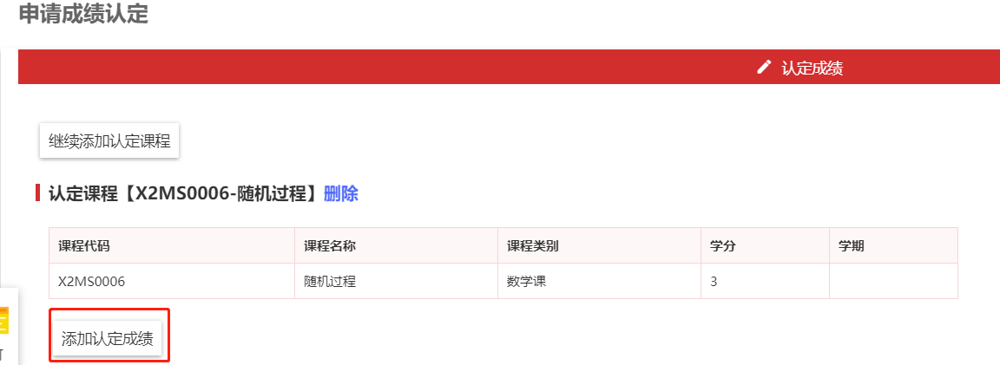 申请成绩认定
认定成绩
继续添加认定课程
认定课程【X2MS0006-随机过程】删除
课程代码 课程名称 课程类别 学分 学期
X2MS0006 随机过程 数学课 3
添加认定成绩